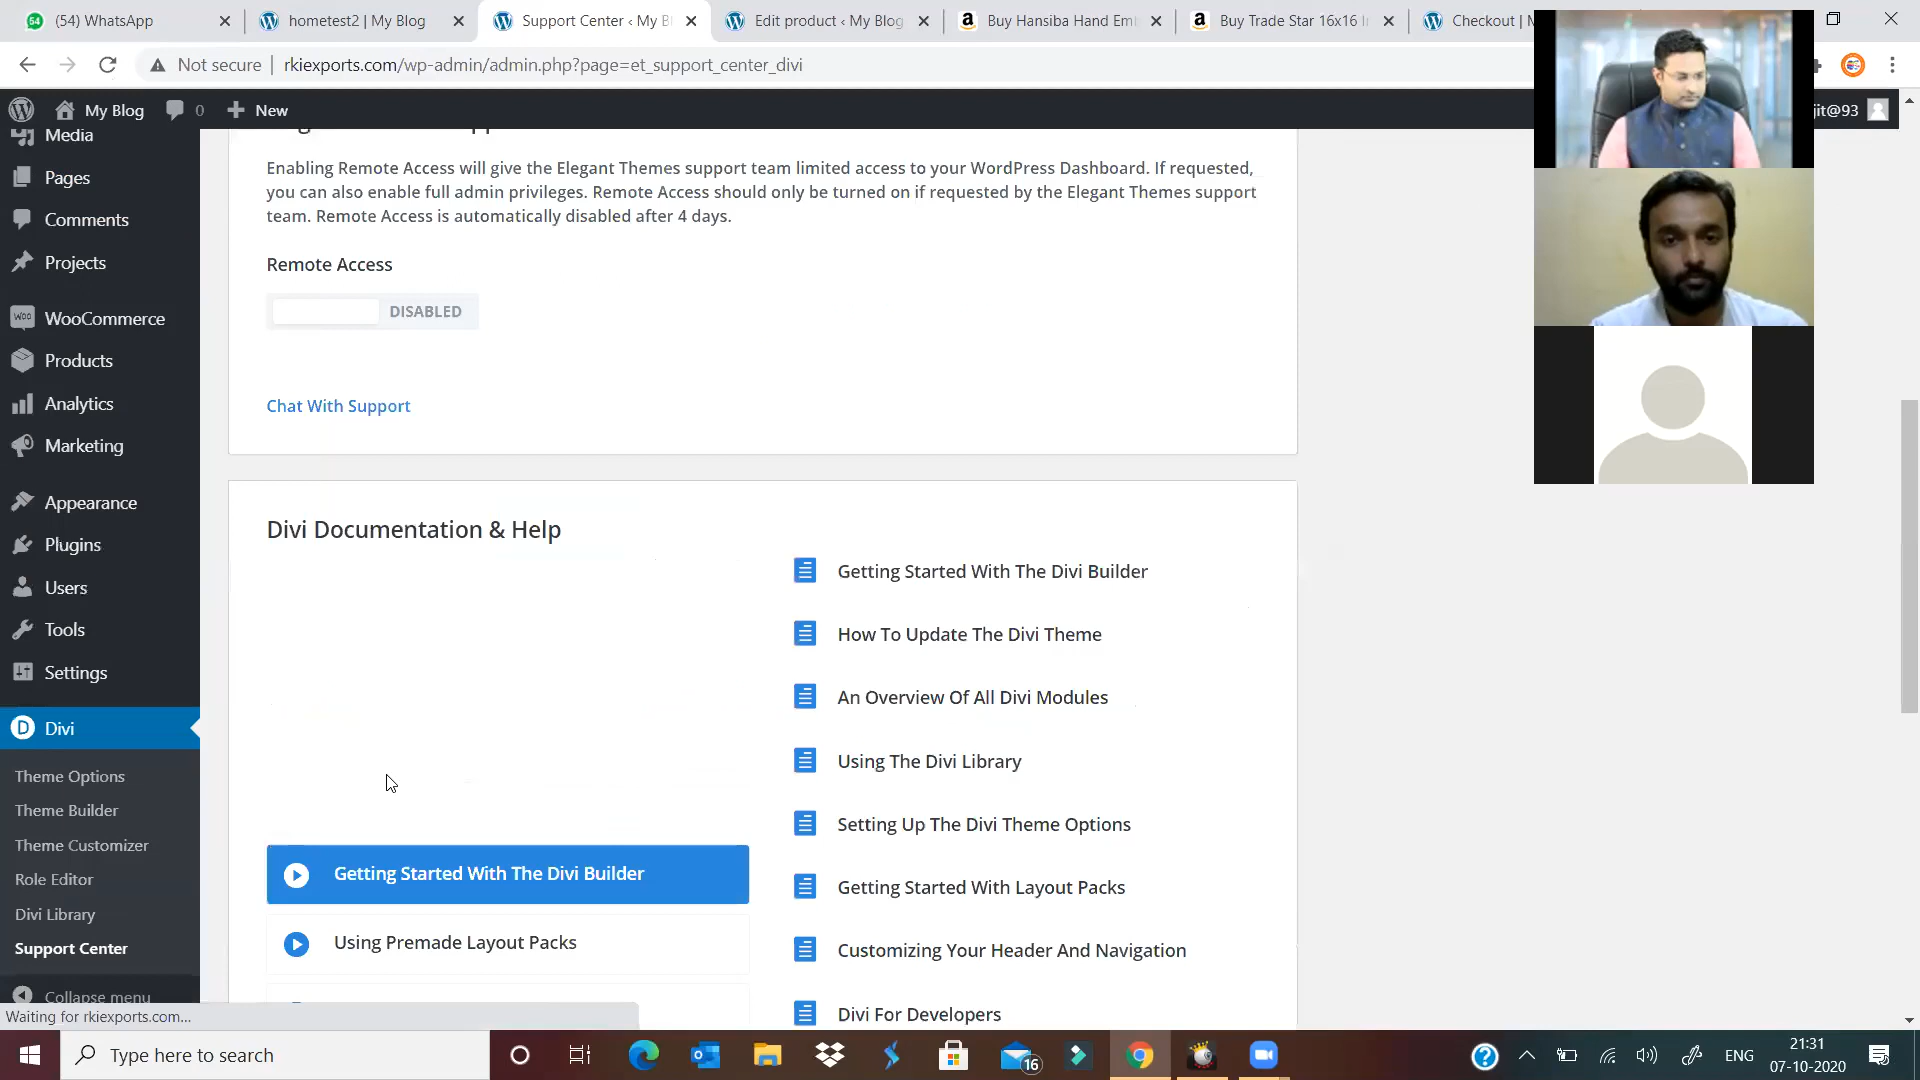 (54) WhatsApp
hometest2 | My Blog
Support Center ‹ My B
Edit product ‹ My Blog
Buy Hansiba Hand Em
Buy Trade Star 16x16 I
Checkout |
Not secure
rkiexports.com/wp-admin/admin.php?page=et_support_center_divi
My Blog
0
New
jit@93
Media
Pages
Comments
Projects
WooCommerce
Products
Analytics
Marketing
Appearance
Plugins
Users
Tools
Settings
Divi
Theme Options
Theme Builder
Theme Customizer
Role Editor
Divi Library
Support Center
Collapse menu
Waiting for rkiexports.com...
Enabling Remote Access will give the Elegant Themes support team limited access to your WordPress Dashboard. If requested,
you can also enable full admin privileges. Remote Access should only be turned on if requested by the Elegant Themes support
team. Remote Access is automatically disabled after 4 days.
Remote Access
DISABLED
Chat With Support
Divi Documentation & Help
Getting Started With The Divi Builder
Using Premade Layout Packs
Getting Started With The Divi Builder
How To Update The Divi Theme
An Overview Of All Divi Modules
Using The Divi Library
Setting Up The Divi Theme Options
Getting Started With Layout Packs
Customizing Your Header And Navigation
Divi For Developers
Type here to search
16
ENG
21:31
07-10-2020